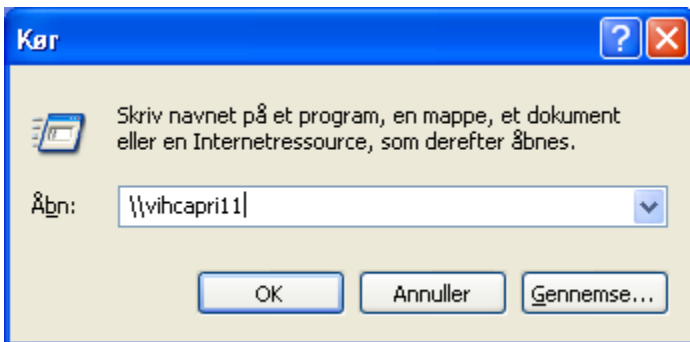 Kør
Skriv navnet på et program, en mappe, et dokument
eller en Internetressource, som derefter åbnes.
Åbn: \\vihcapri11
OK Annuller Gennemse...